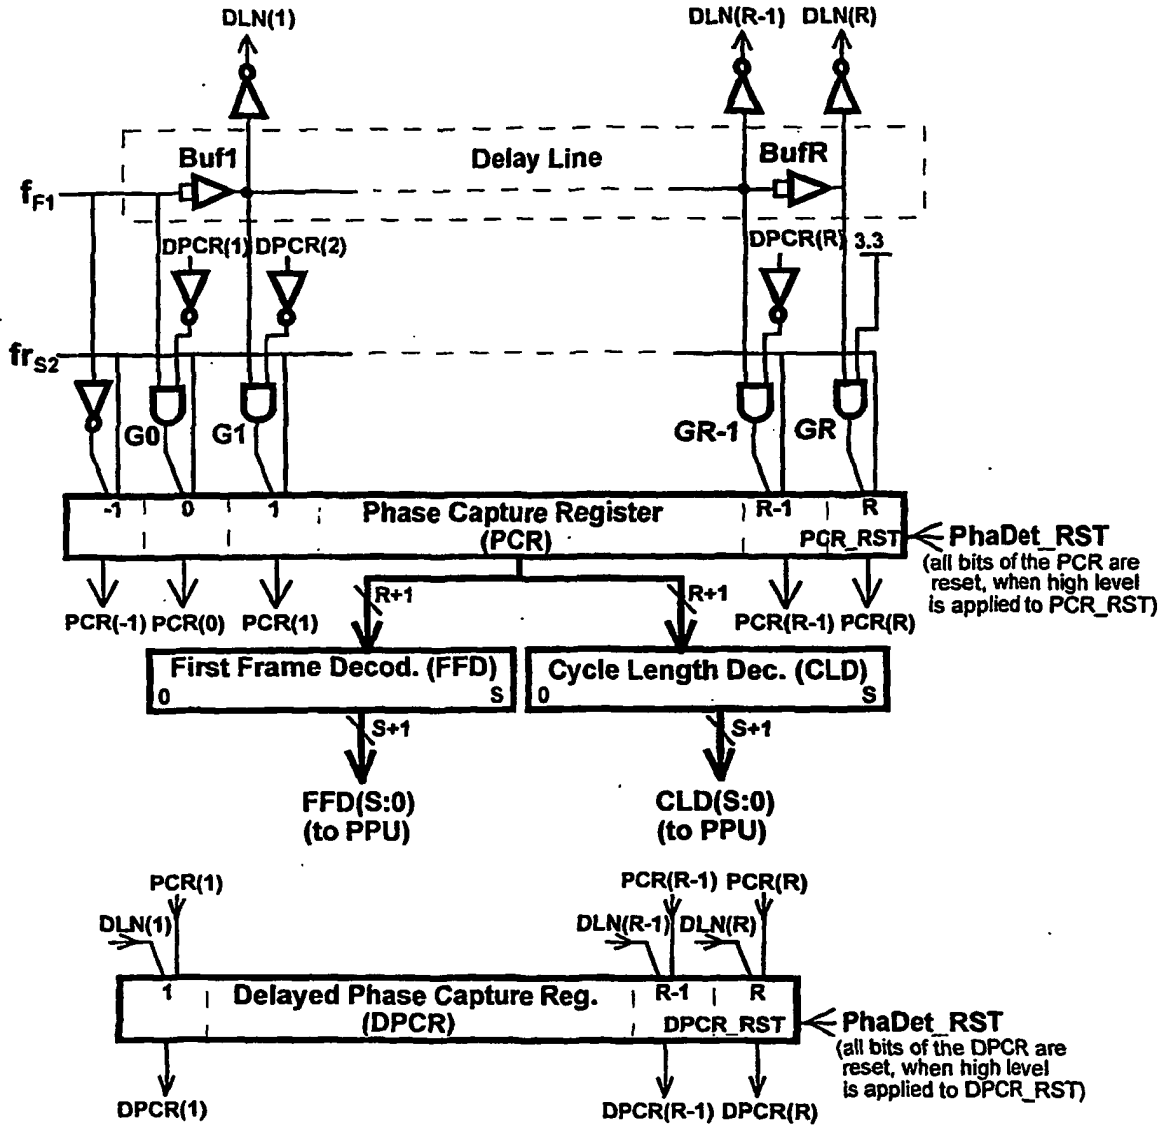 DLN(1) DLN(R-1) DLN(R)
Buf1 Delay Line BufR
fF1
DPCR(1) DPCR(2) DPCR(R) 3.3
frS2
G0 G1 GR-1 GR
-1 0 1 Phase Capture Register R-1 R
(PCR) PCR_RST PhaDet_RST
(all bits of the PCR are
reset, when high level
is applied to PCR_RST)
R+1 R+1
PCR(-1) PCR(0) PCR(1) PCR(R-1) PCR(R)
First Frame Decod. (FFD) Cycle Length Dec. (CLD)
0 S 0 S
S+1 S+1
FFD(S:0) CLD(S:0)
(to PPU) (to PPU)
PCR(1) PCR(R-1) PCR(R)
DLN(1) DLN(R-1) DLN(R)
1 Delayed Phase Capture Reg. R-1 R
(DPCR) DPCR_RST PhaDet_RST
(all bits of the DPCR are
reset, when high level
is applied to DPCR_RST)
DPCR(1) DPCR(R-1) DPCR(R)